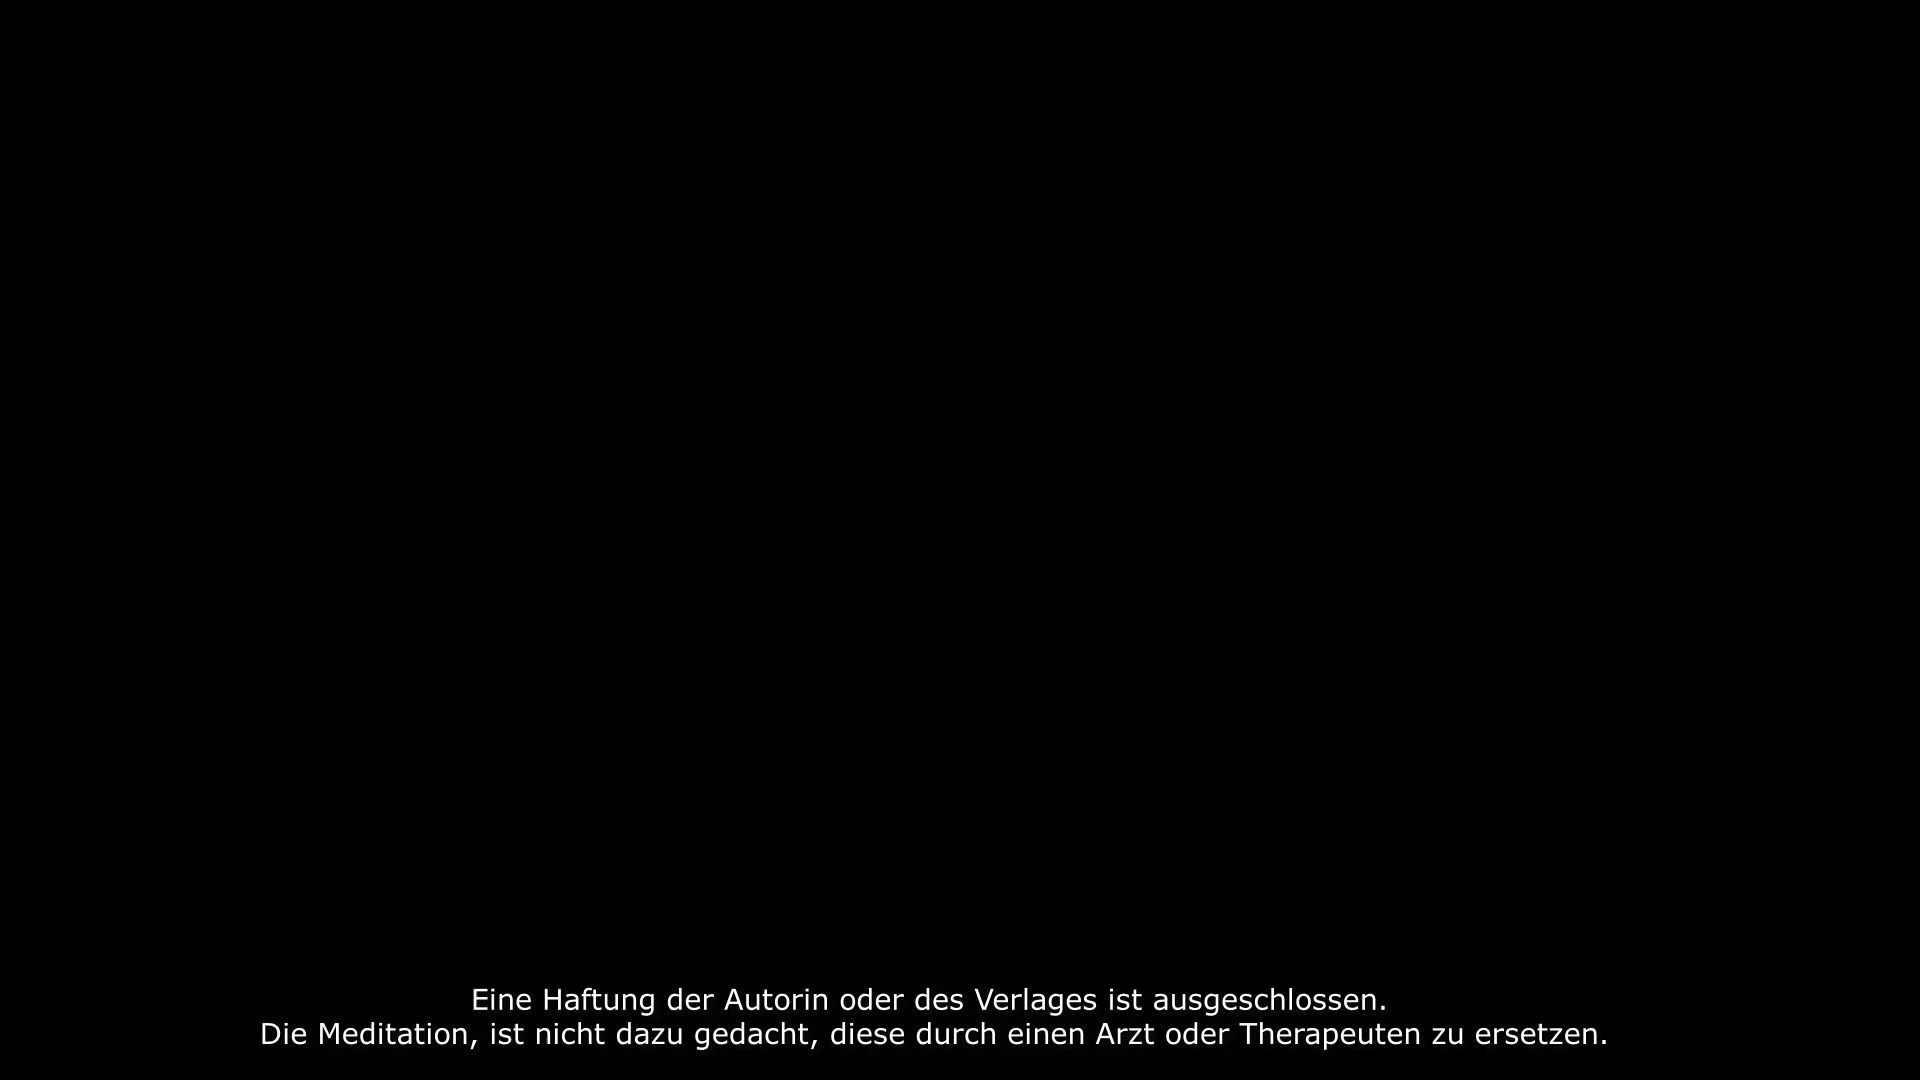 Eine Haftung der Autorin oder des Verlages ist ausgeschlossen.
Die Meditation, ist nicht dazu gedacht, diese durch einen Arzt oder Therapeuten zu ersetzen.